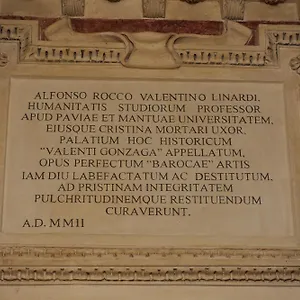 ALFONSO ROCCO VALENTINO LINARDI,
HUMANITATIS STUDIORUM PROFESSOR
APUD PAVIAE ET MANTUAE UNIVERSITATEM,
EIUSQUE CRISTINA MORTARI UXOR,
PALATIUM HOC HISTORICUM
"VALENTI GONZAGA" APPELLATUM,
OPUS PERFECTUM "BAROCAE" ARTIS
IAM DIU LABEFACTATUM AC DESTITUTUM,
AD PRISTINAM INTEGRITATEM
PULCHRITUDINEMQUE RESTITUENDUM
CURAVERUNT.
A.D. MMII